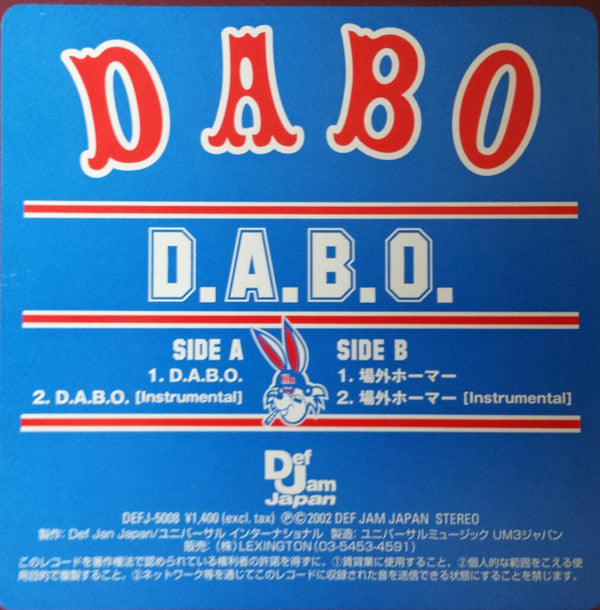 DABO
D.A.B.O.
SIDE A
1. D.A.B.O.
2. D.A.B.O. [Instrumental]
SIDE B
1. 場外ホーマー
2. 場外ホーマー [Instrumental]
Def
Jam
Japan
DEFJ-5008 ¥1,400 (excl. tax) ℗©2002 DEF JAM JAPAN STEREO
製作: Def Jan Japan/ユニバーサル インターナショナル 製造: ユニバーサルミュージック UM3ジャパン
販売: (株)LEXINGTON (03-5453-4591)
このレコードを著作権法で認められている権利者の許諾を得ずに、①賃貸業に使用すること、②個人的な範囲をこえる使
用目的で複製すること、③ネットワーク等を通じてこのレコードに収録された音を送信できる状態にすることを禁じます。